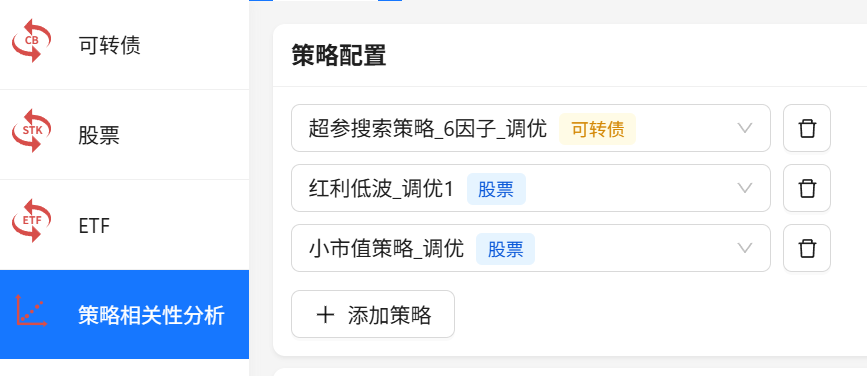 CB
可转债
STK
股票
ETF
ETF
策略相关性分析
策略配置
超参搜索策略_6因子_调优 可转债
红利低波_调优1 股票
小市值策略_调优 股票
添加策略